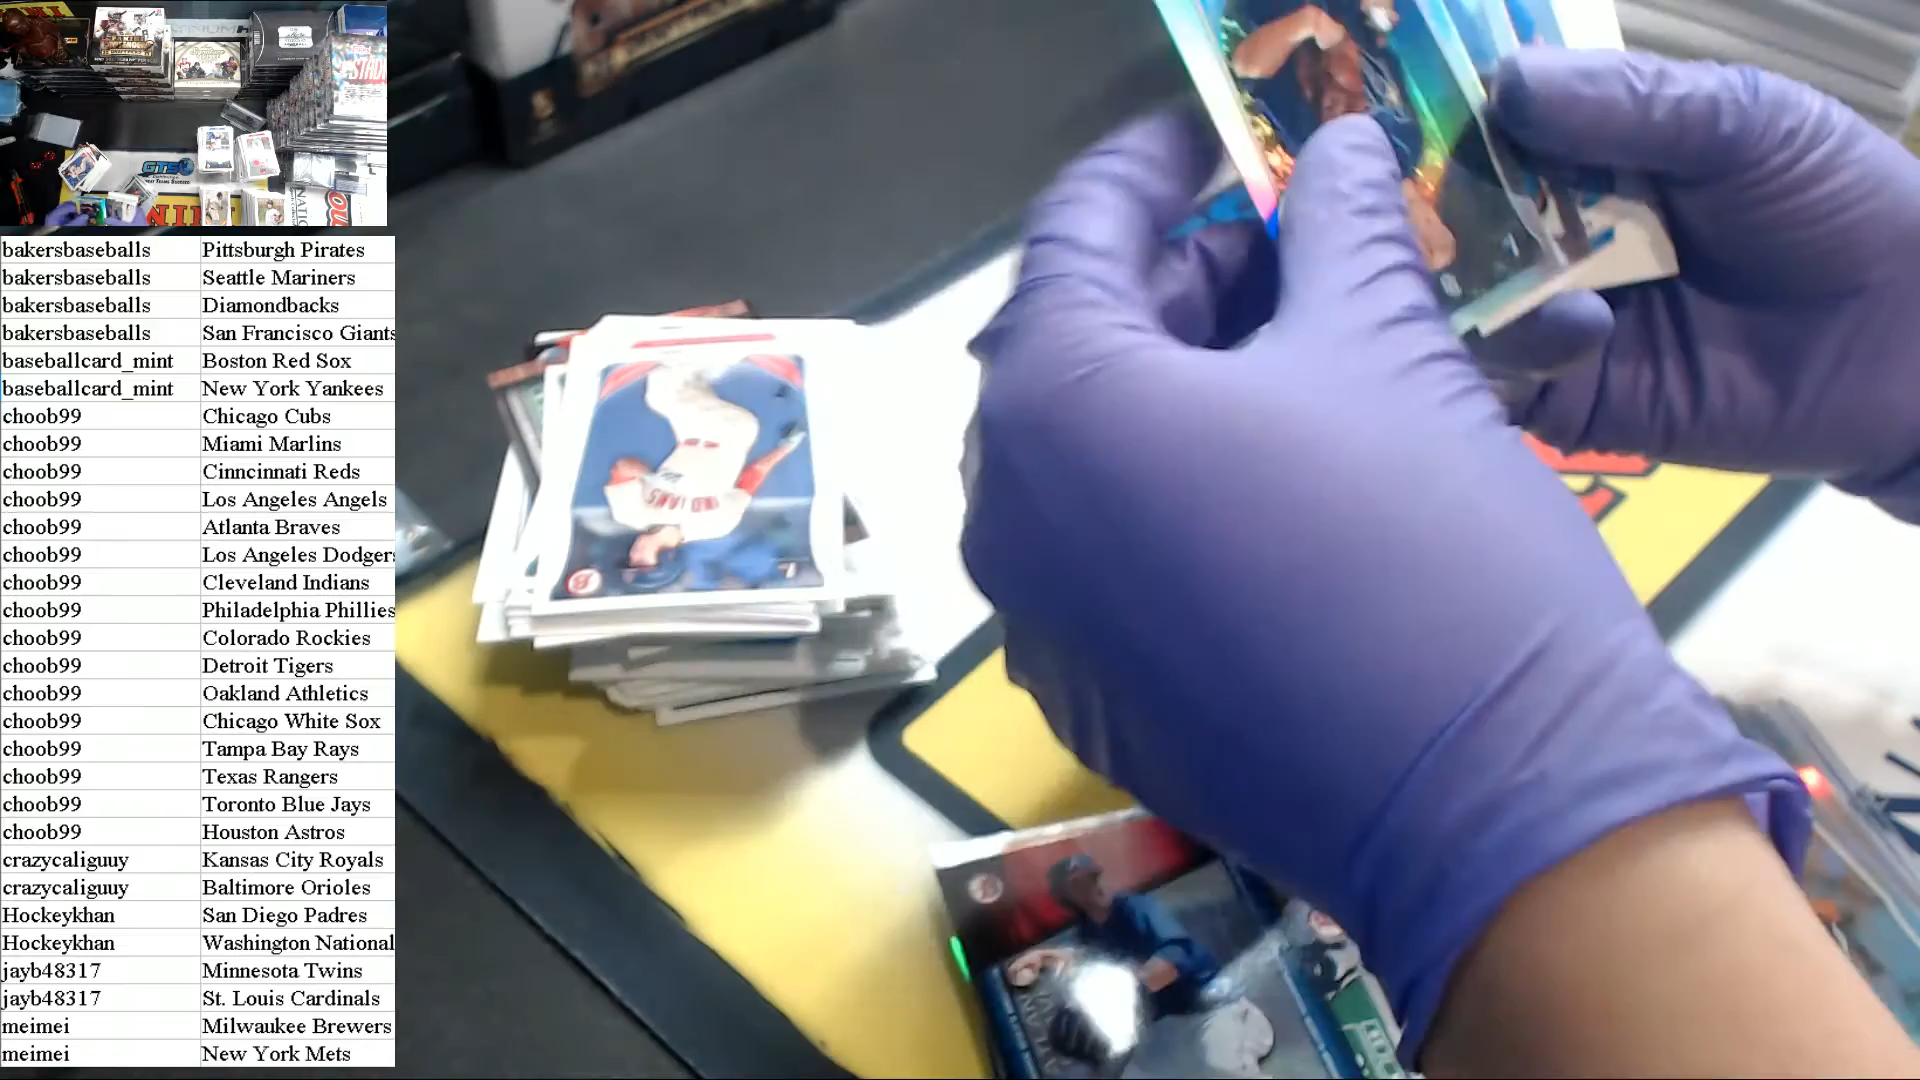 GTS
bakersbaseballs Pittsburgh Pirates
bakersbaseballs Seattle Mariners
bakersbaseballs Diamondbacks
bakersbaseballs San Francisco Giants
baseballcard_mint Boston Red Sox
baseballcard_mint New York Yankees
choob99 Chicago Cubs
choob99 Miami Marlins
choob99 Cinncinnati Reds
choob99 Los Angeles Angels
choob99 Atlanta Braves
choob99 Los Angeles Dodgers
choob99 Cleveland Indians
choob99 Philadelphia Phillies
choob99 Colorado Rockies
choob99 Detroit Tigers
choob99 Oakland Athletics
choob99 Chicago White Sox
choob99 Tampa Bay Rays
choob99 Texas Rangers
choob99 Toronto Blue Jays
choob99 Houston Astros
crazycaliguuy Kansas City Royals
crazycaliguuy Baltimore Orioles
Hockeykhan San Diego Padres
Hockeykhan Washington National
jayb48317 Minnesota Twins
jayb48317 St. Louis Cardinals
meimei Milwaukee Brewers
meimei New York Mets
INDIANS